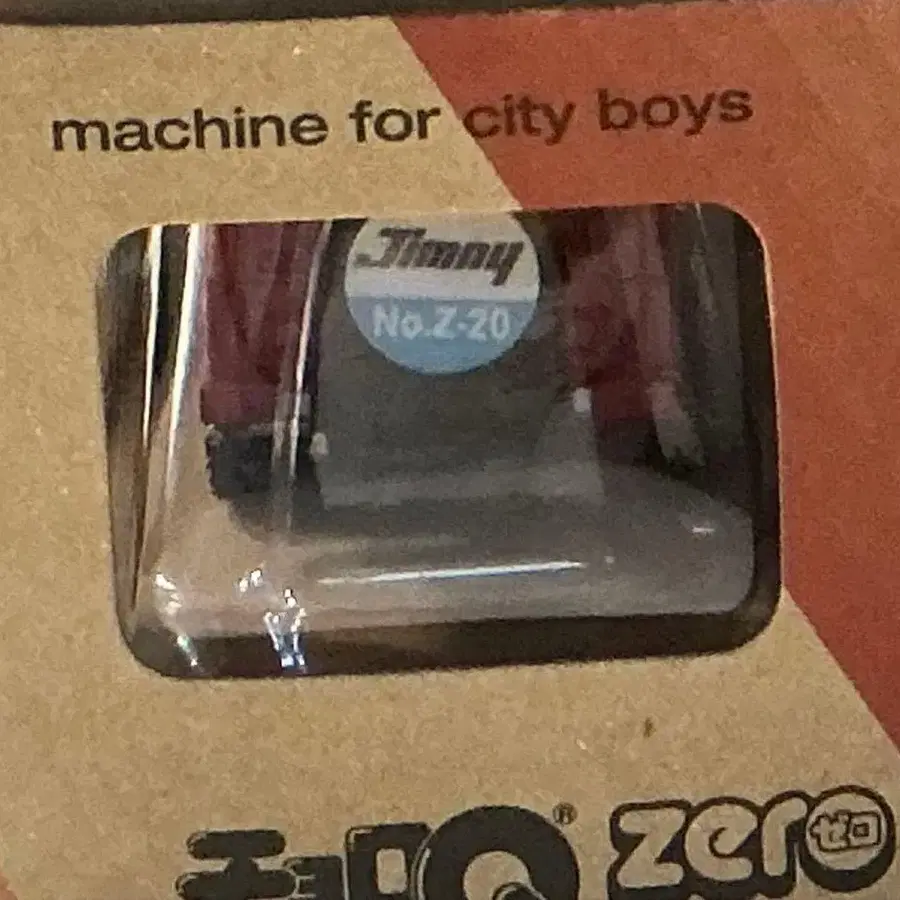 machine for city boys
Jimny
No.Z-20
チョロQ® zero ゼロ